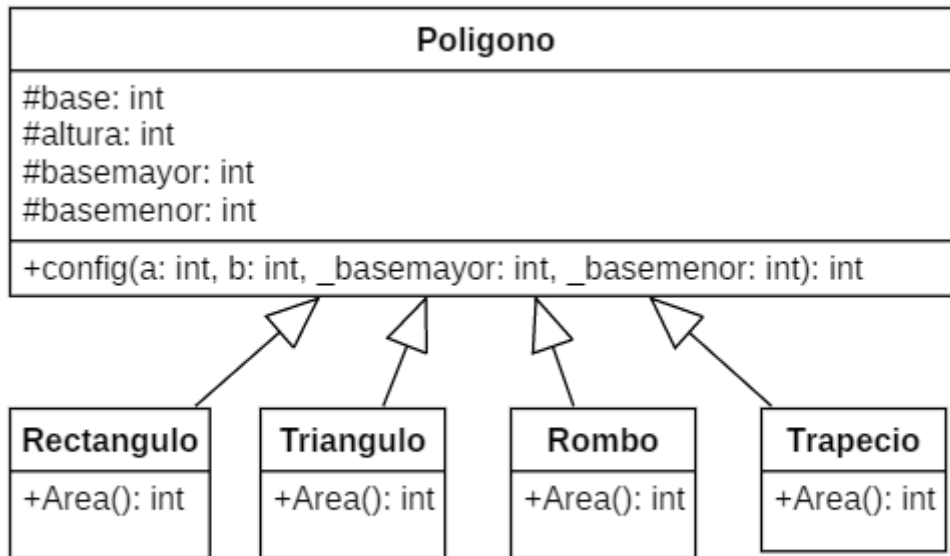 Poligono
#base: int
#altura: int
#basemayor: int
#basemenor: int
+config(a: int, b: int, _basemayor: int, _basemenor: int): int
Rectangulo
+Area(): int
Triangulo
+Area(): int
Rombo
+Area(): int
Trapecio
+Area(): int